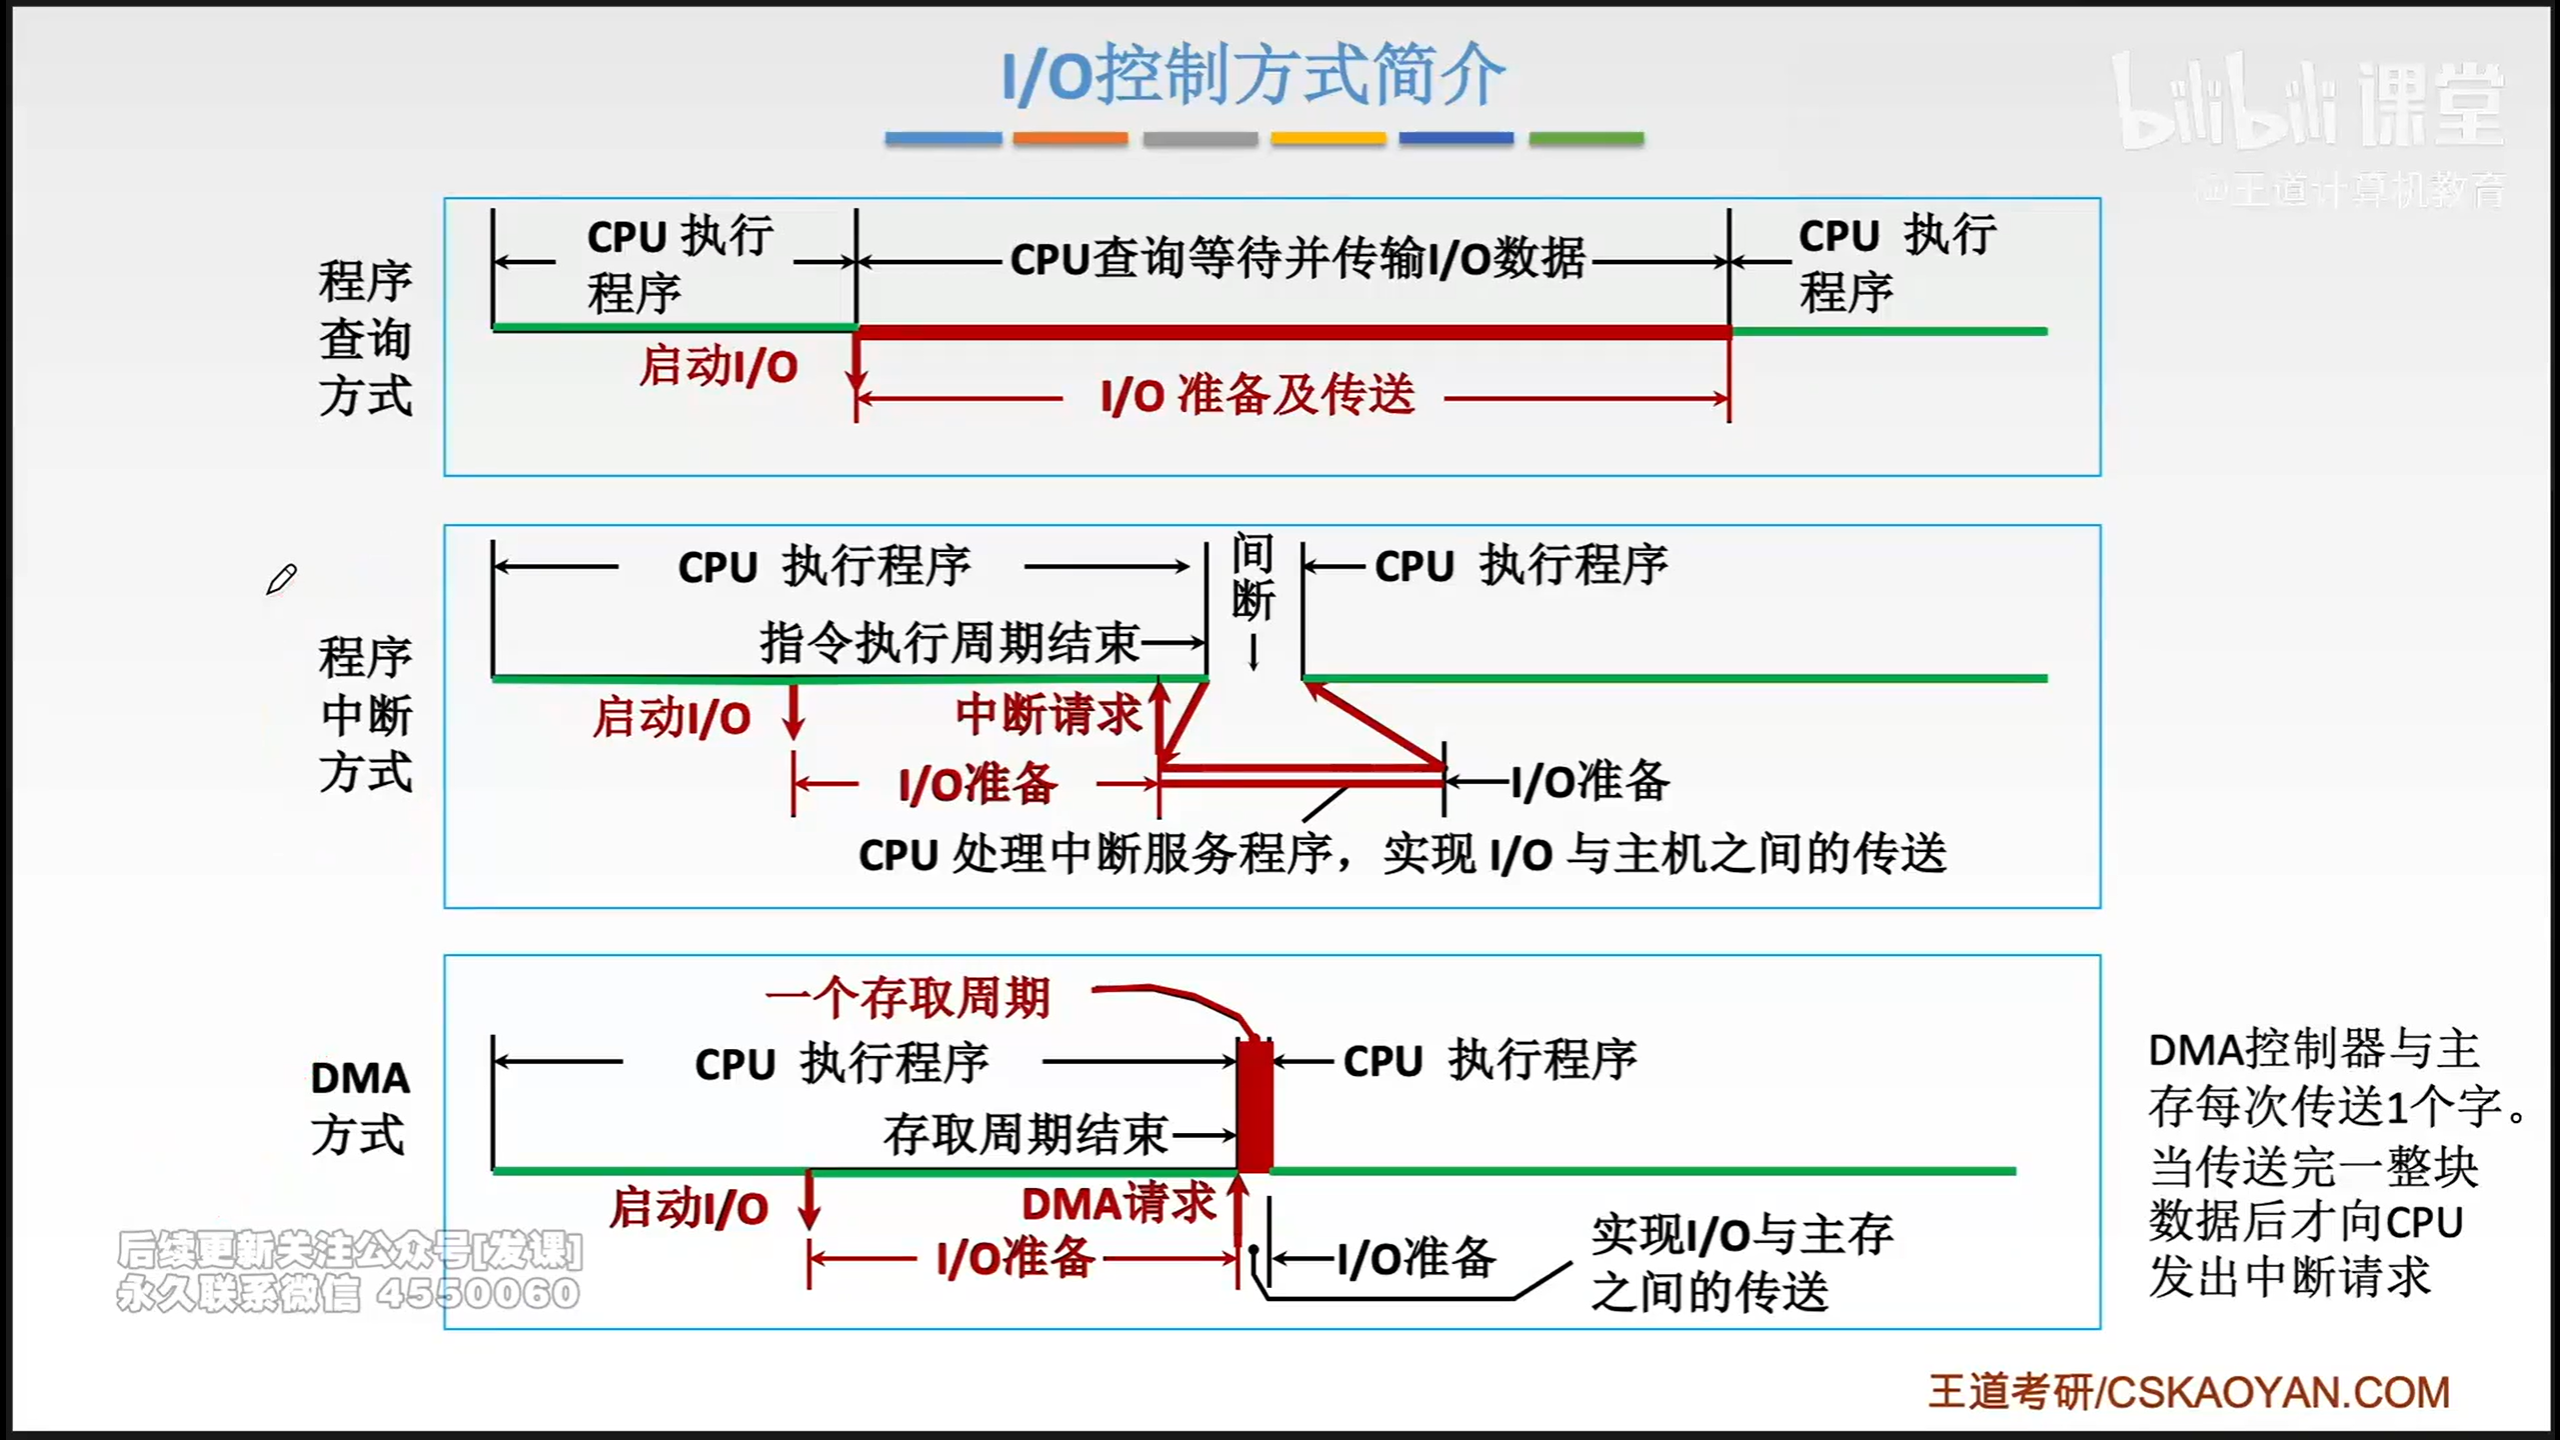 I/O控制方式简介
bilibili 课堂
@王道计算机教育
程序
查询
方式
CPU 执行
程序
CPU查询等待并传输I/O数据
CPU 执行
程序
启动I/O
I/O 准备及传送
程序
中断
方式
CPU 执行程序
间
断
CPU 执行程序
指令执行周期结束
启动I/O
中断请求
I/O准备
I/O准备
CPU 处理中断服务程序，实现 I/O 与主机之间的传送
DMA
方式
一个存取周期
CPU 执行程序
CPU 执行程序
存取周期结束
启动I/O
DMA请求
I/O准备
I/O准备
实现I/O与主存
之间的传送
DMA控制器与主
存每次传送1个字。
当传送完一整块
数据后才向CPU
发出中断请求
后续更新关注公众号[发课]
永久联系微信 4550060
王道考研/CSKAOYAN.COM